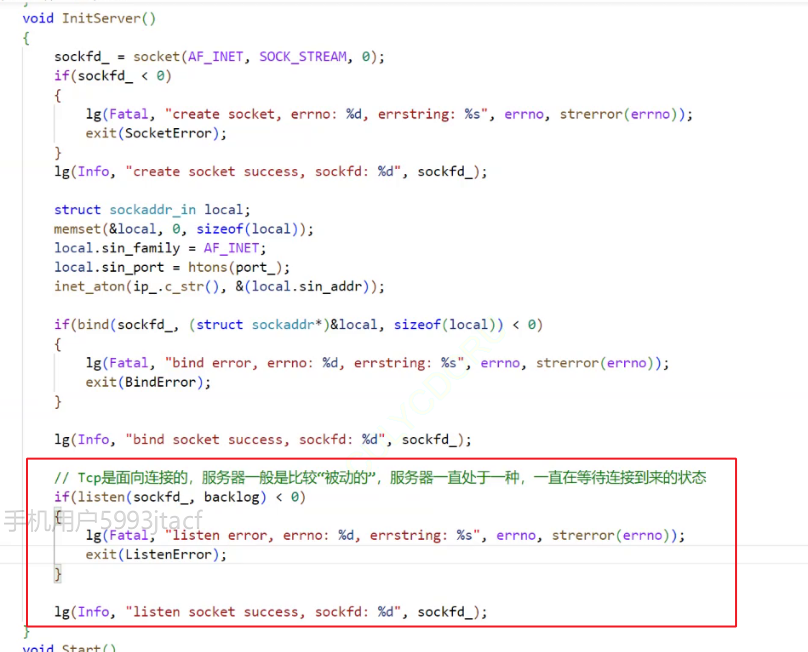 void InitServer()
{
sockfd_ = socket(AF_INET, SOCK_STREAM, 0);
if(sockfd_ < 0)
{
lg(Fatal, "create socket, errno: %d, errstring: %s", errno, strerror(errno));
exit(SocketError);
}
lg(Info, "create socket success, sockfd: %d", sockfd_);
struct sockaddr_in local;
memset(&local, 0, sizeof(local));
local.sin_family = AF_INET;
local.sin_port = htons(port_);
inet_aton(ip_.c_str(), &(local.sin_addr));
if(bind(sockfd_, (struct sockaddr*)&local, sizeof(local)) < 0)
{
lg(Fatal, "bind error, errno: %d, errstring: %s", errno, strerror(errno));
exit(BindError);
}
lg(Info, "bind socket success, sockfd: %d", sockfd_);
// Tcp是面向连接的，服务器一般是比较“被动的”，服务器一直处于一种，一直在等待连接到来的状态
if(listen(sockfd_, backlog) < 0)
手机用户5993jtacf
{
lg(Fatal, "listen error, errno: %d, errstring: %s", errno, strerror(errno));
exit(ListenError);
}
lg(Info, "listen socket success, sockfd: %d", sockfd_);
}
void Start()